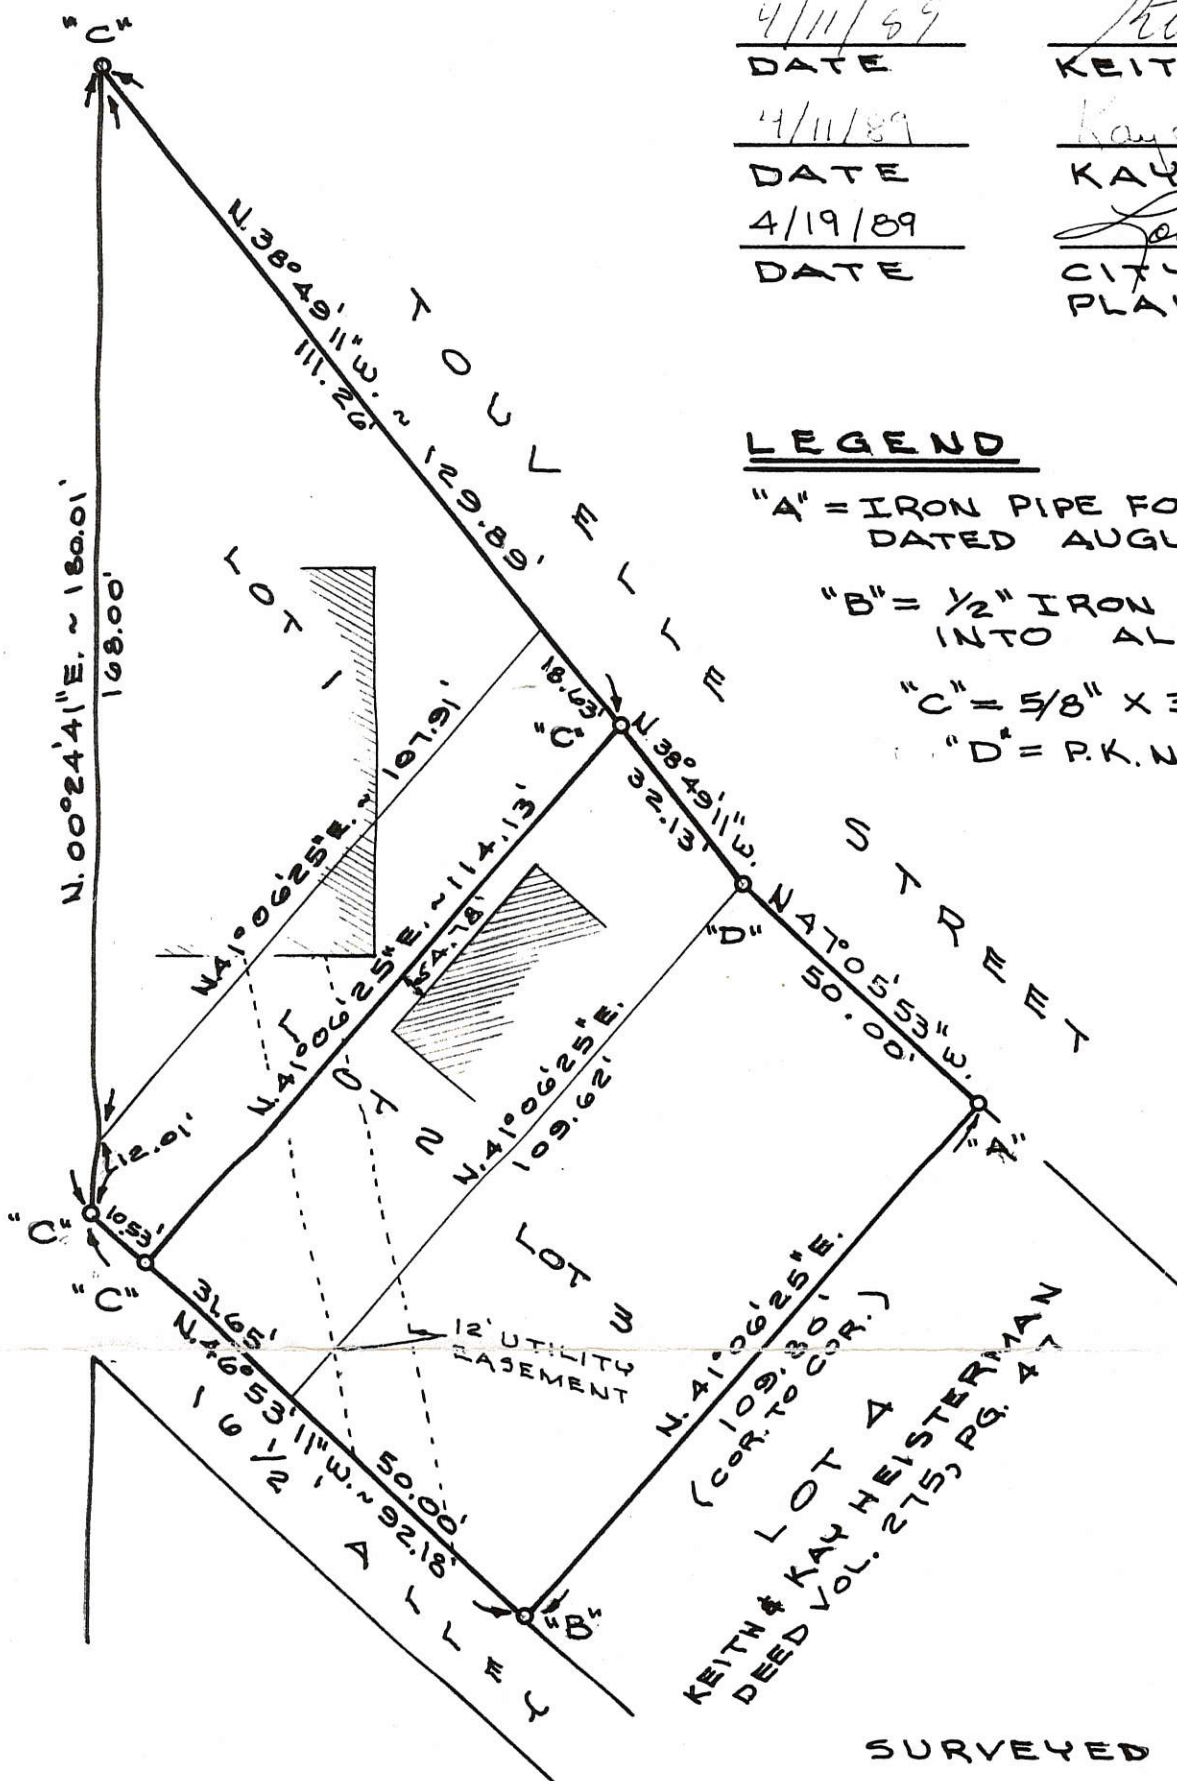 "C"
4/11/89
DATE
KEIT
4/11/89
Kay
DATE
KAY
4/19/89
DATE
CITY
PLA
N. 38° 49' 11" W. ~ 129.89'
111.26'
18.63'
TOULELLE STREET
LEGEND
"A" = IRON PIPE FO
DATED AUGU
"B" = 1/2" IRON
INTO AL
"C" = 5/8" X 3
"D" = P.K. N
N. 00° 24' 41" E. ~ 180.01'
168.00'
LOT 1
"C"
N. 38° 49' 11" W.
32.13'
N. 41° 06' 25" E. ~ 107.91'
N. 41° 06' 25" E. ~ 114.13'
54.78'
"D"
N 47° 05' 53" W.
50.00'
"A"
LOT 2
N. 41° 06' 25" E.
109.62'
12.01'
"C"
10.53'
"C"
LOT 3
12' UTILITY
EASEMENT
31.65'
N. 46° 53' 11" W. ~ 92.18'
50.00'
16 1/2' ALLEY
N. 41° 06' 25" E.
109.80'
(COR. TO COR.)
LOT 4
KEITH & KAY HEISTERMAN
DEED VOL. 275, PG. 47
"B"
SURVEYED